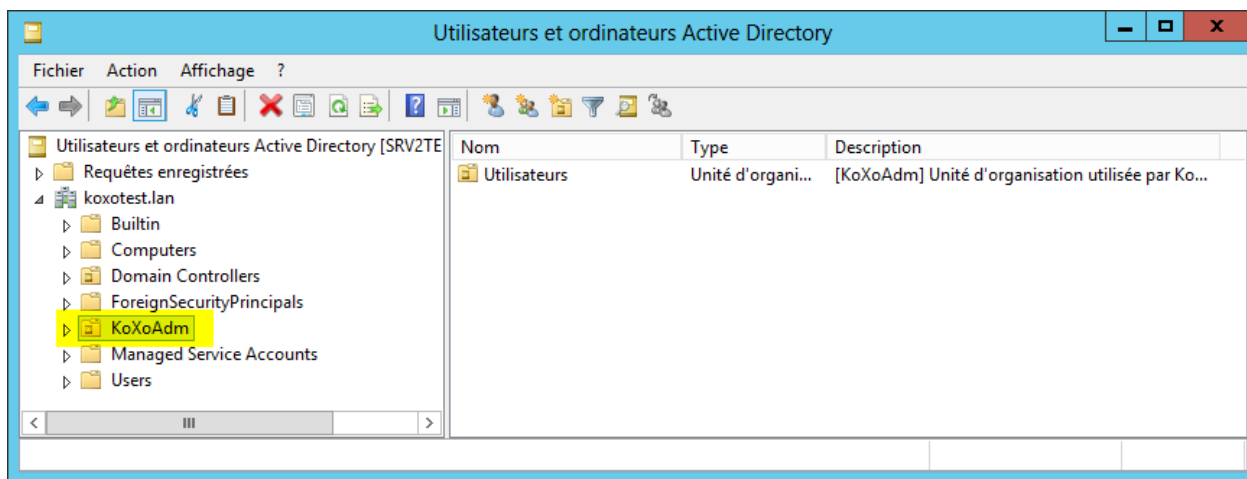 Utilisateurs et ordinateurs Active Directory
Fichier Action Affichage ?
Utilisateurs et ordinateurs Active Directory [SRV2TE
Requêtes enregistrées
koxotest.lan
Builtin
Computers
Domain Controllers
ForeignSecurityPrincipals
KoXoAdm
Managed Service Accounts
Users
Nom Type Description
Utilisateurs Unité d'organi... [KoXoAdm] Unité d'organisation utilisée par Ko...